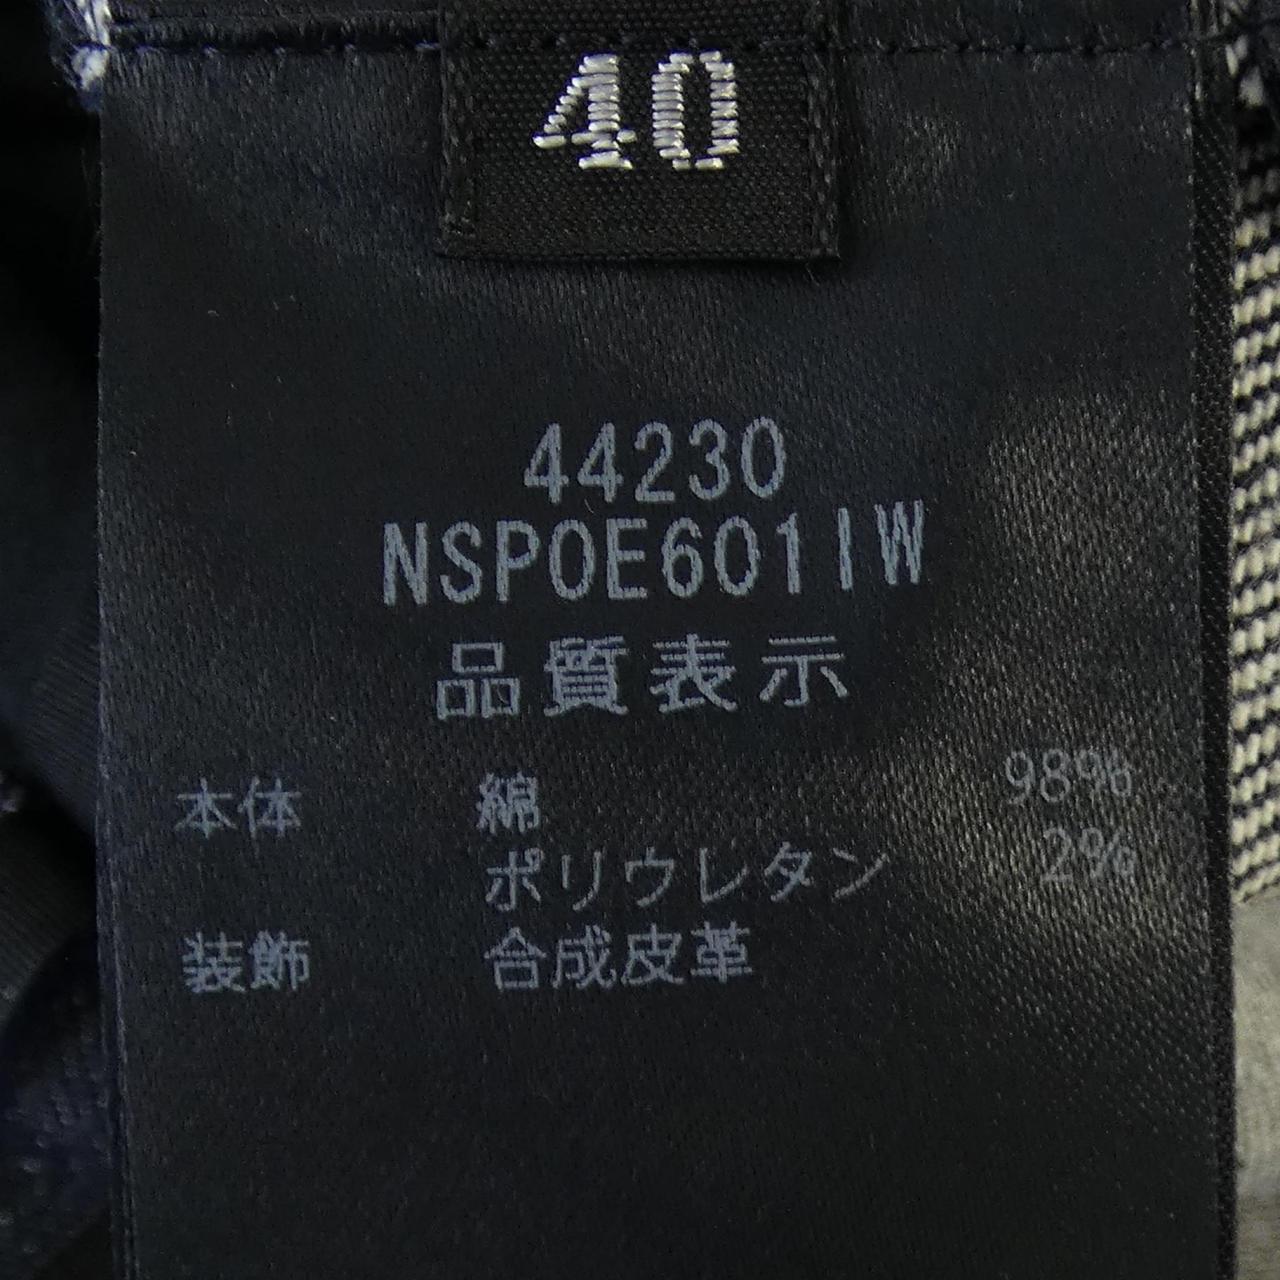 40
44230
NSPOE601IW
品質表示
本体 綿 98%
ポリウレタン 2%
装飾 合成皮革